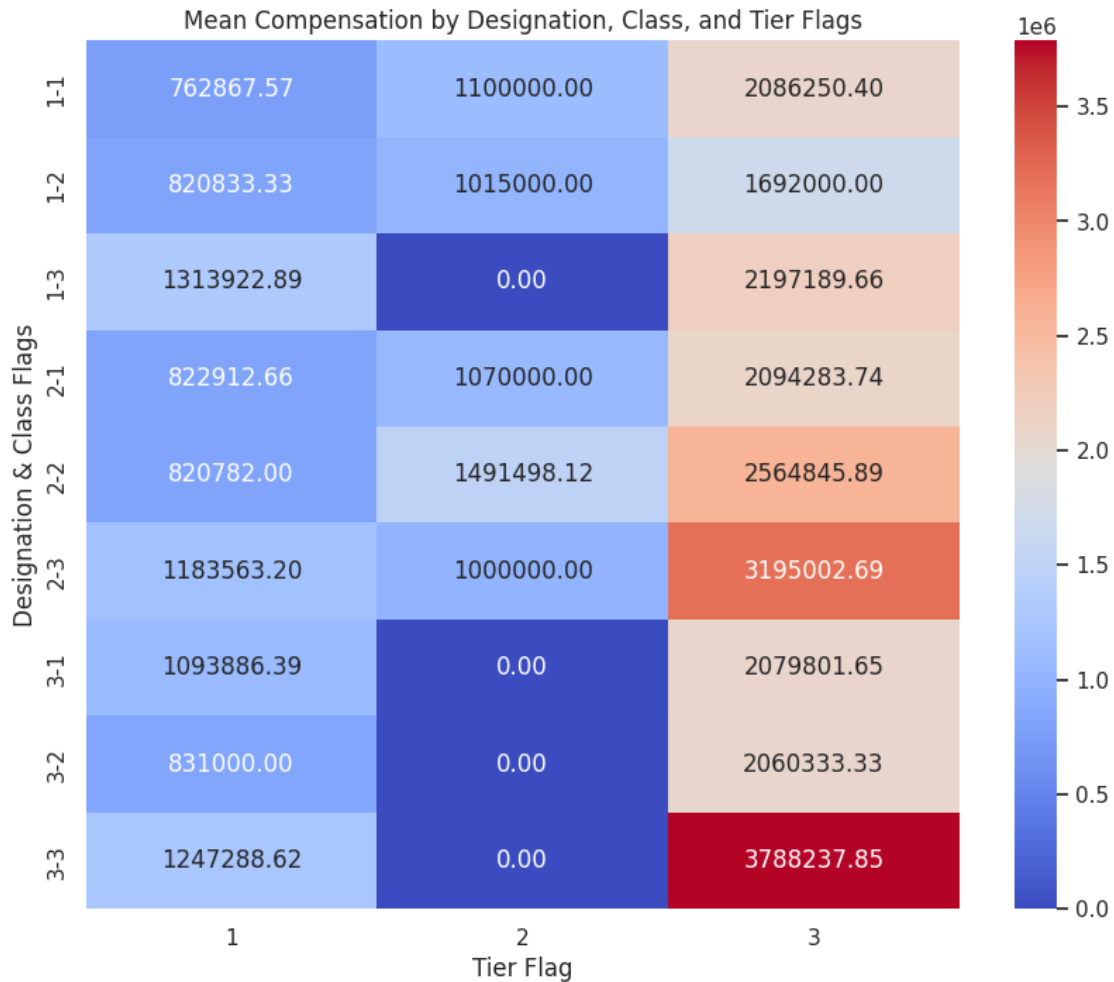 Mean Compensation by Designation, Class, and Tier Flags
1e6
1-1 762867.57 1100000.00 2086250.40
1-2 820833.33 1015000.00 1692000.00
1-3 1313922.89 0.00 2197189.66
2-1 822912.66 1070000.00 2094283.74
2-2 820782.00 1491498.12 2564845.89
2-3 1183563.20 1000000.00 3195002.69
3-1 1093886.39 0.00 2079801.65
3-2 831000.00 0.00 2060333.33
3-3 1247288.62 0.00 3788237.85
1 2 3
Tier Flag
Designation & Class Flags
3.5
3.0
2.5
2.0
1.5
1.0
0.5
0.0